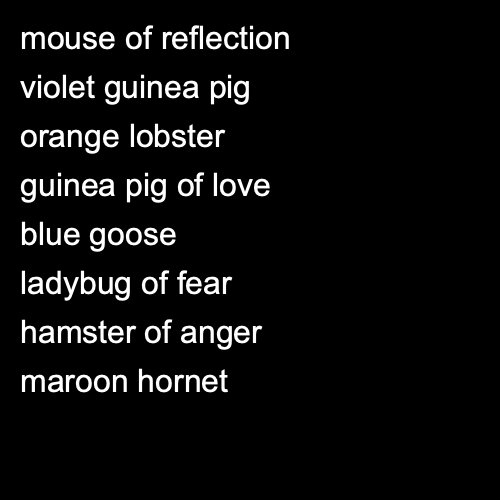 mouse of reflection
violet guinea pig
orange lobster
guinea pig of love
blue goose
ladybug of fear
hamster of anger
maroon hornet